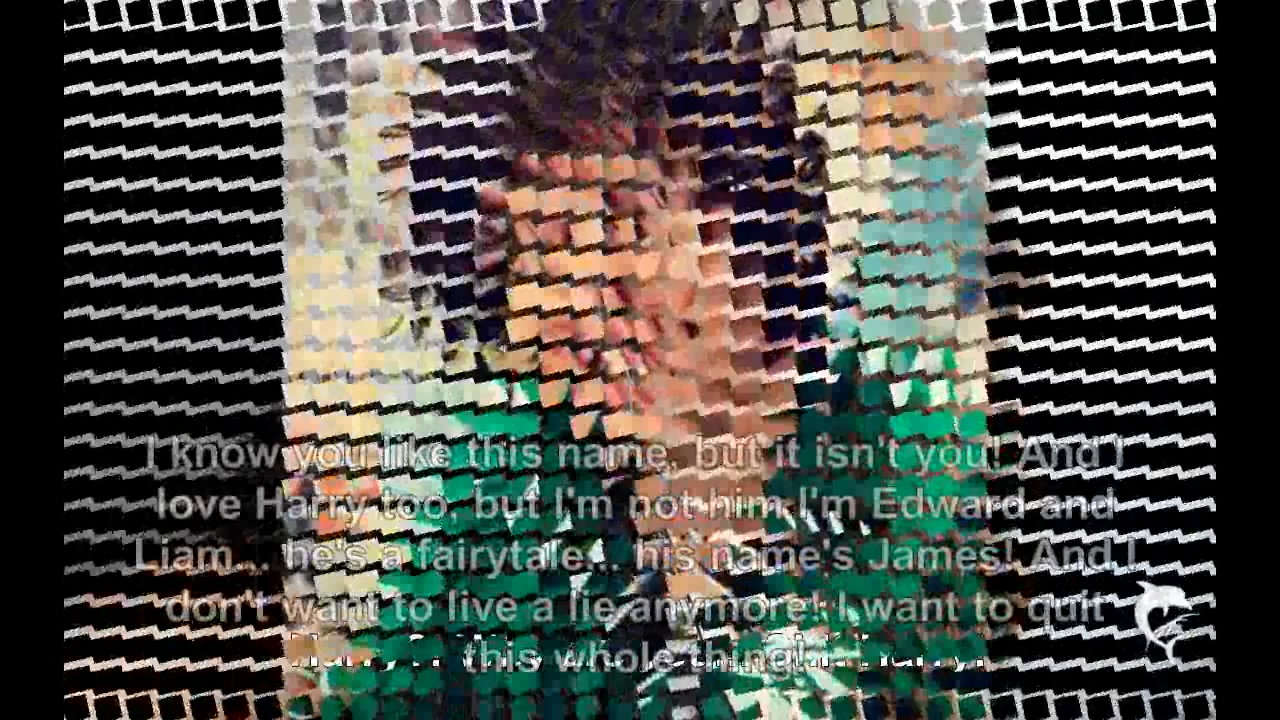 I know you like this name, but it isn't you! And I
love Harry too, but I'm not him I'm Edward and
Liam... he's a fairytale... his name's James! And I
don't want to live a lie anymore! I want to quit
this whole thing!